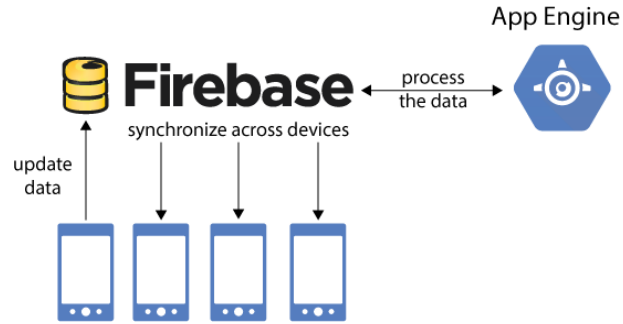 App Engine
Firebase
process
the data
synchronize across devices
update
data